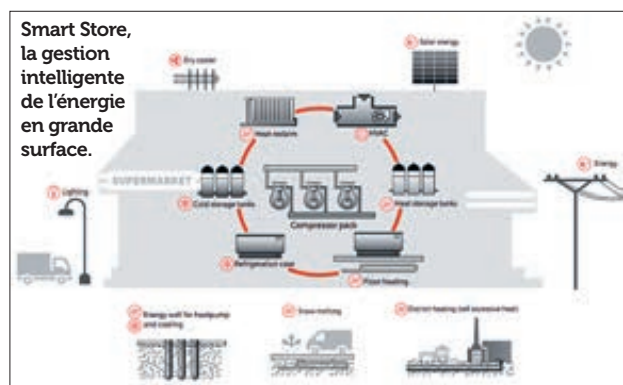 Smart Store,
la gestion
intelligente
de l'énergie
en grande
surface.
Dry cooler
Solar energy
Heat reclaim
HVAC
SUPERMARKET
Energy
Lighting
Cold storage tanks
Heat storage tanks
Compressor pack
Refrigeration case
Floor heating
Energy well for heatpump
and cooling
Snow melting
District heating (sell excessive heat)